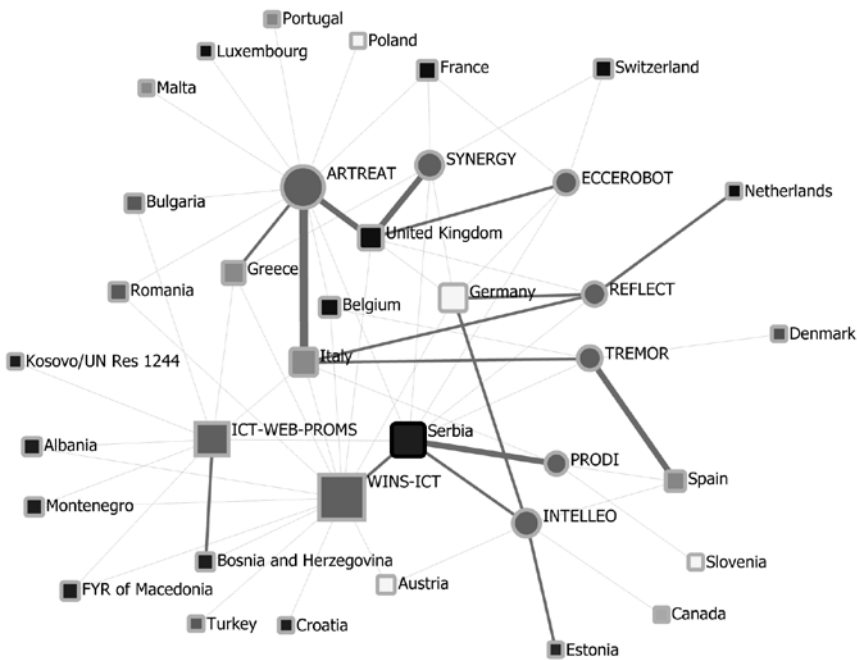 Portugal
Luxembourg
Poland
France
Switzerland
Malta
SYNERGY
ARTREAT
ECCEROBOT
Netherlands
Bulgaria
United Kingdom
Greece
Romania
Belgium
Germany
REFLECT
Denmark
Kosovo/UN Res 1244
Italy
TREMOR
ICT-WEB-PROMS
Serbia
Albania
PRODI
WINS-ICT
Spain
Montenegro
INTELLEO
Bosnia and Herzegovina
Slovenia
FYR of Macedonia
Austria
Canada
Turkey
Croatia
Estonia